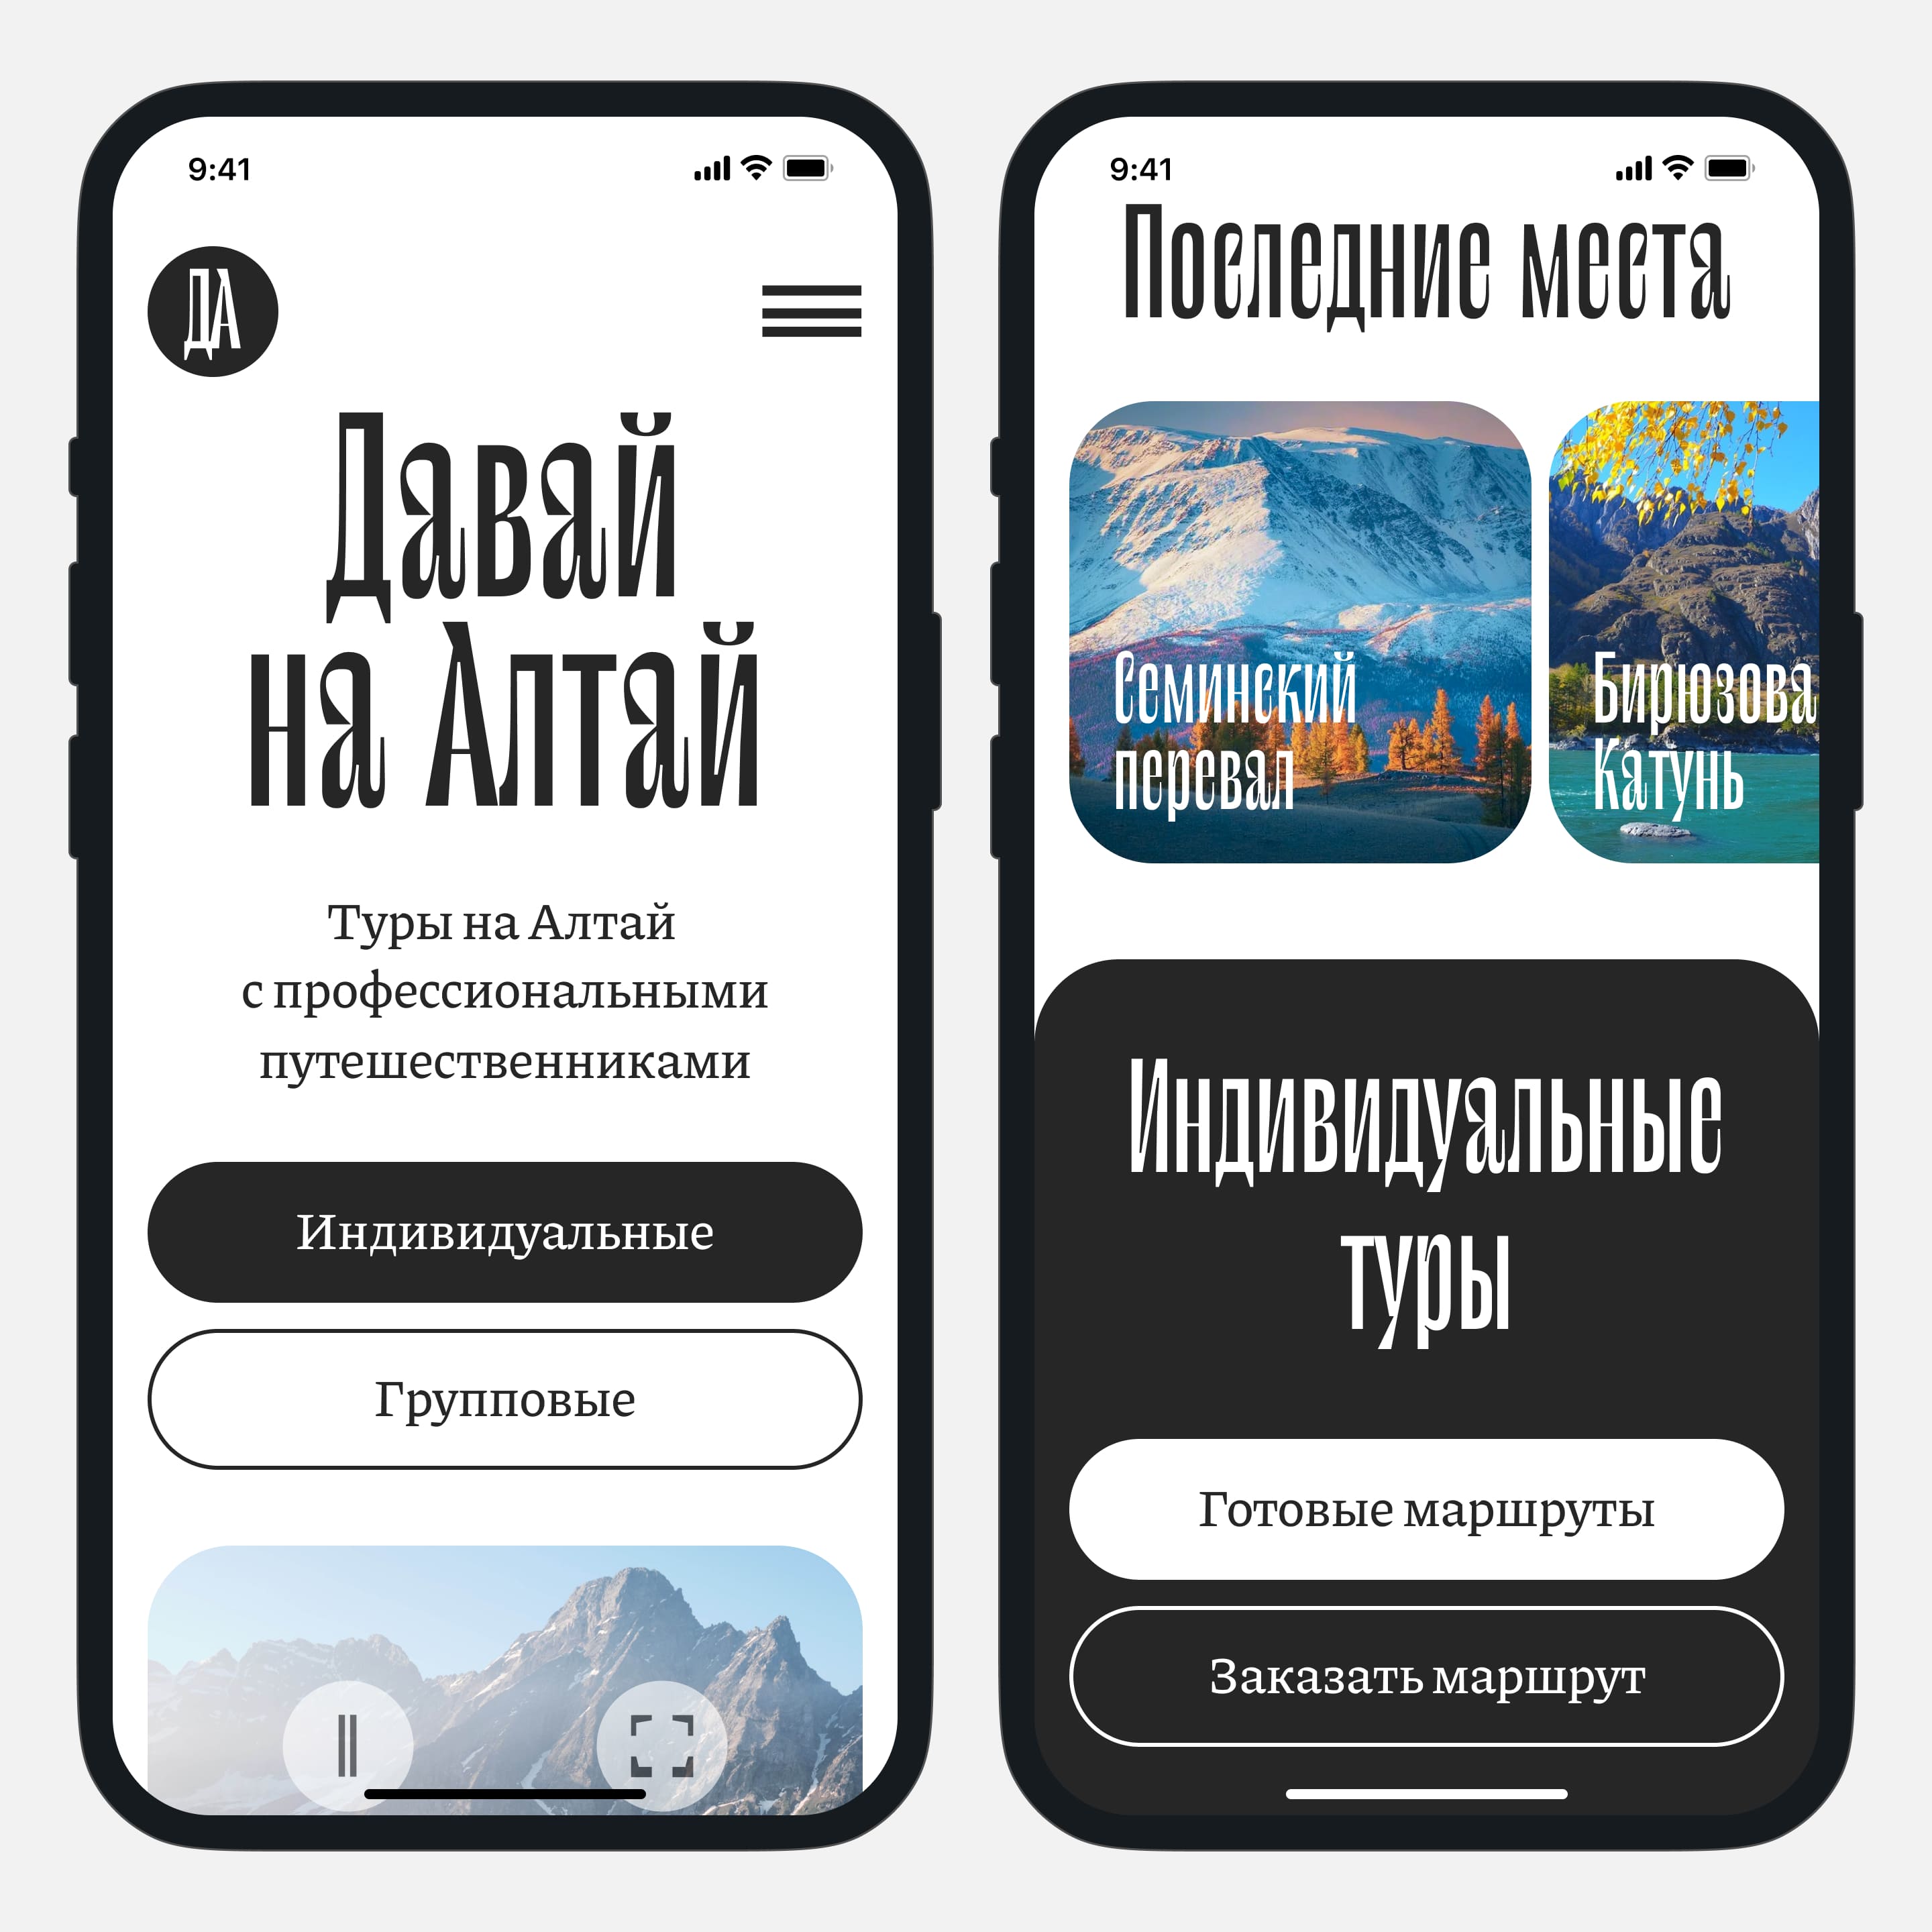 9:41
ДА
Давай
на Алтай
Туры на Алтай
с профессиональными
путешественниками
Индивидуальные
Групповые
9:41
Последние места
Семинский
перевал
Бирюзова
Катунь
Индивидуальные
туры
Готовые маршруты
Заказать маршрут